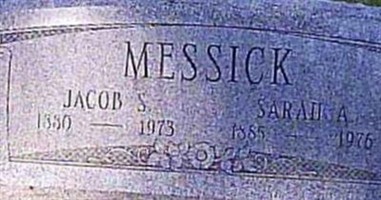 MESSICK
JACOB S. SARAH A.
1880 — 1973 1885 — 1976